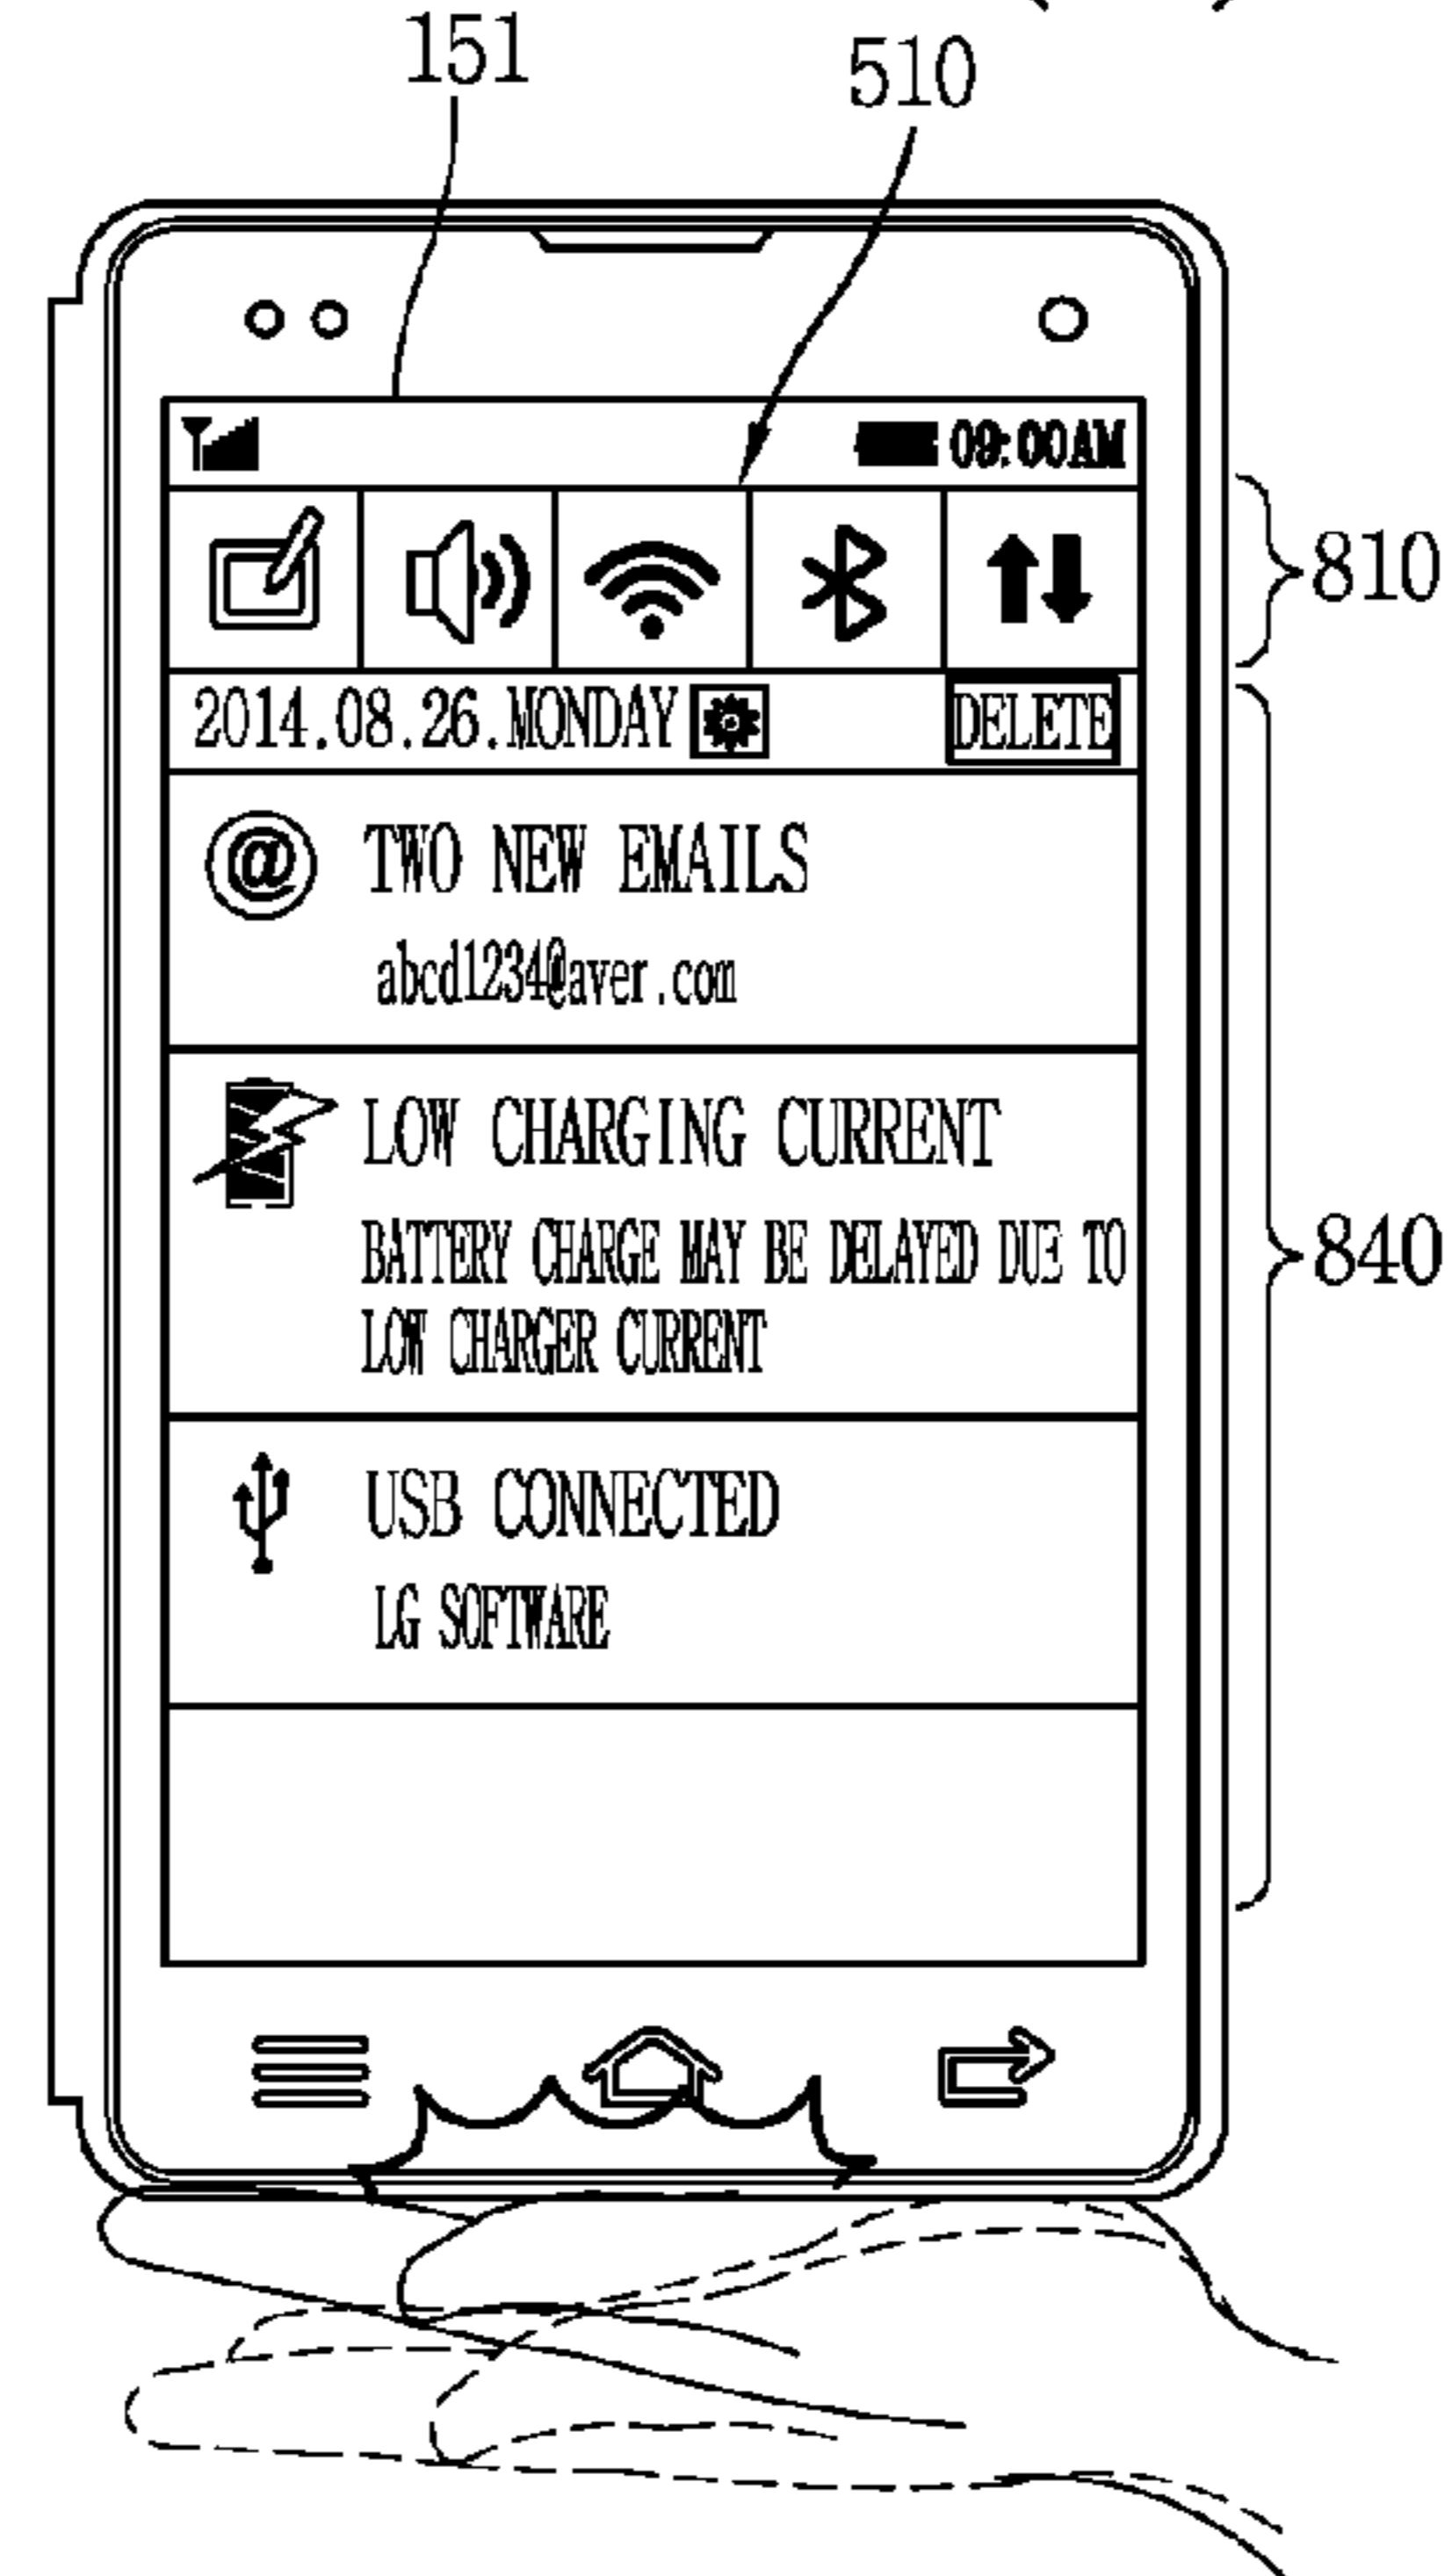 151
510
09:00AM
810
2014.08.26.MONDAY
DELETE
@ TWO NEW EMAILS
abcd1234@aver.com
LOW CHARGING CURRENT
BATTERY CHARGE MAY BE DELAYED DUE TO
LOW CHARGER CURRENT
840
USB CONNECTED
LG SOFTWARE